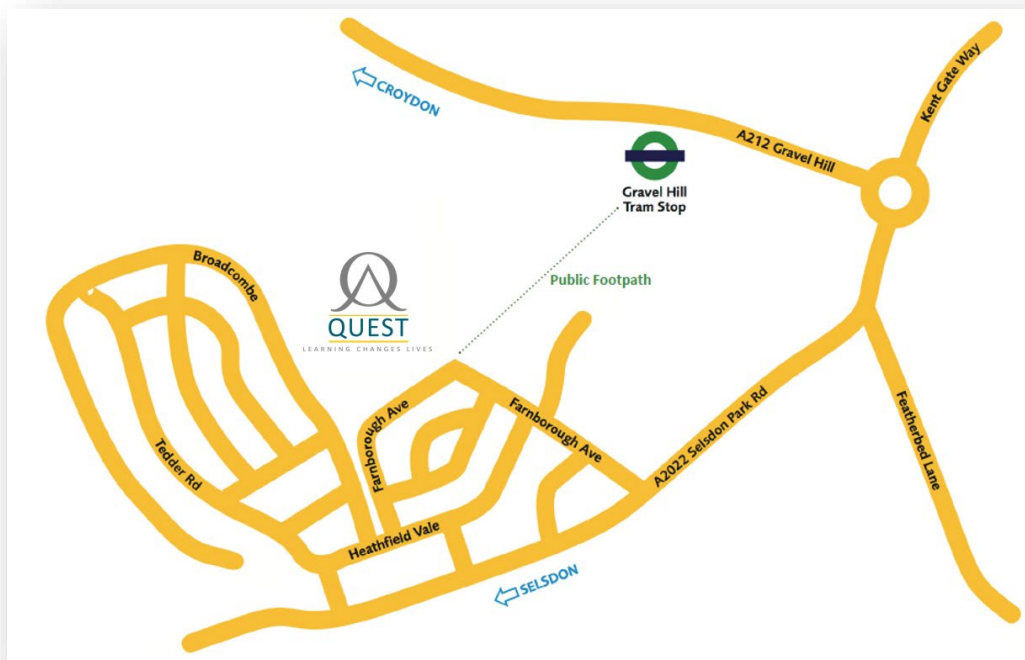 CROYDON
Kent Gate Way
A212 Gravel Hill
Gravel Hill
Tram Stop
Public Footpath
Broadcombe
QUEST
LEARNING CHANGES LIVES
Farnborough Ave
Farnborough Ave
A2022 Selsdon Park Rd
Featherbed Lane
Tedder Rd
Heathfield Vale
SELSDON